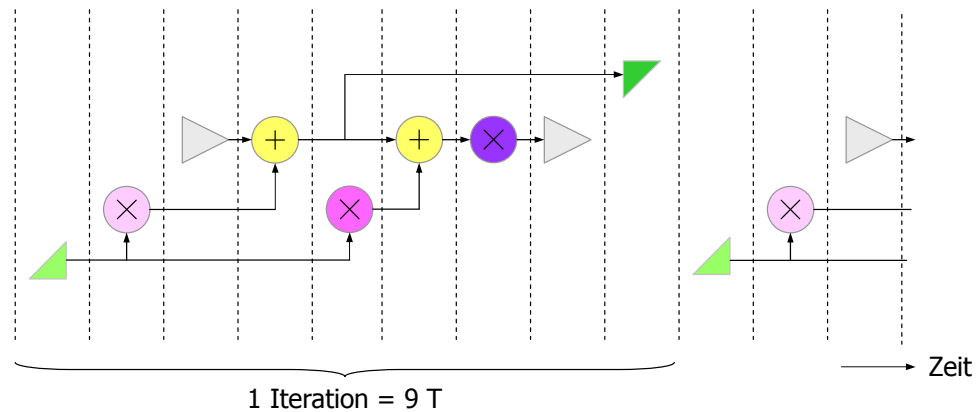 + + ×
× × ×
Zeit
1 Iteration = 9 T